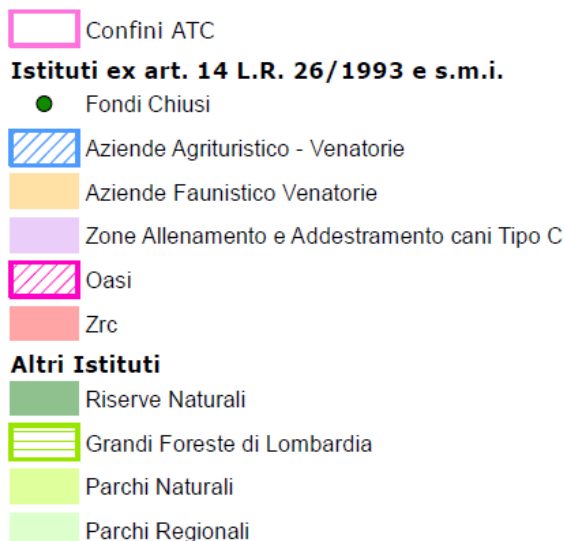 Confini ATC
Istituti ex art. 14 L.R. 26/1993 e s.m.i.
Fondi Chiusi
Aziende Agrituristico - Venatorie
Aziende Faunistico Venatorie
Zone Allenamento e Addestramento cani Tipo C
Oasi
Zrc
Altri Istituti
Riserve Naturali
Grandi Foreste di Lombardia
Parchi Naturali
Parchi Regionali